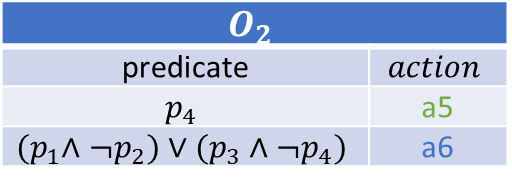 O₂
predicate action
p₄ a5
(p₁∧ ¬p₂) ∨ (p₃ ∧ ¬p₄) a6